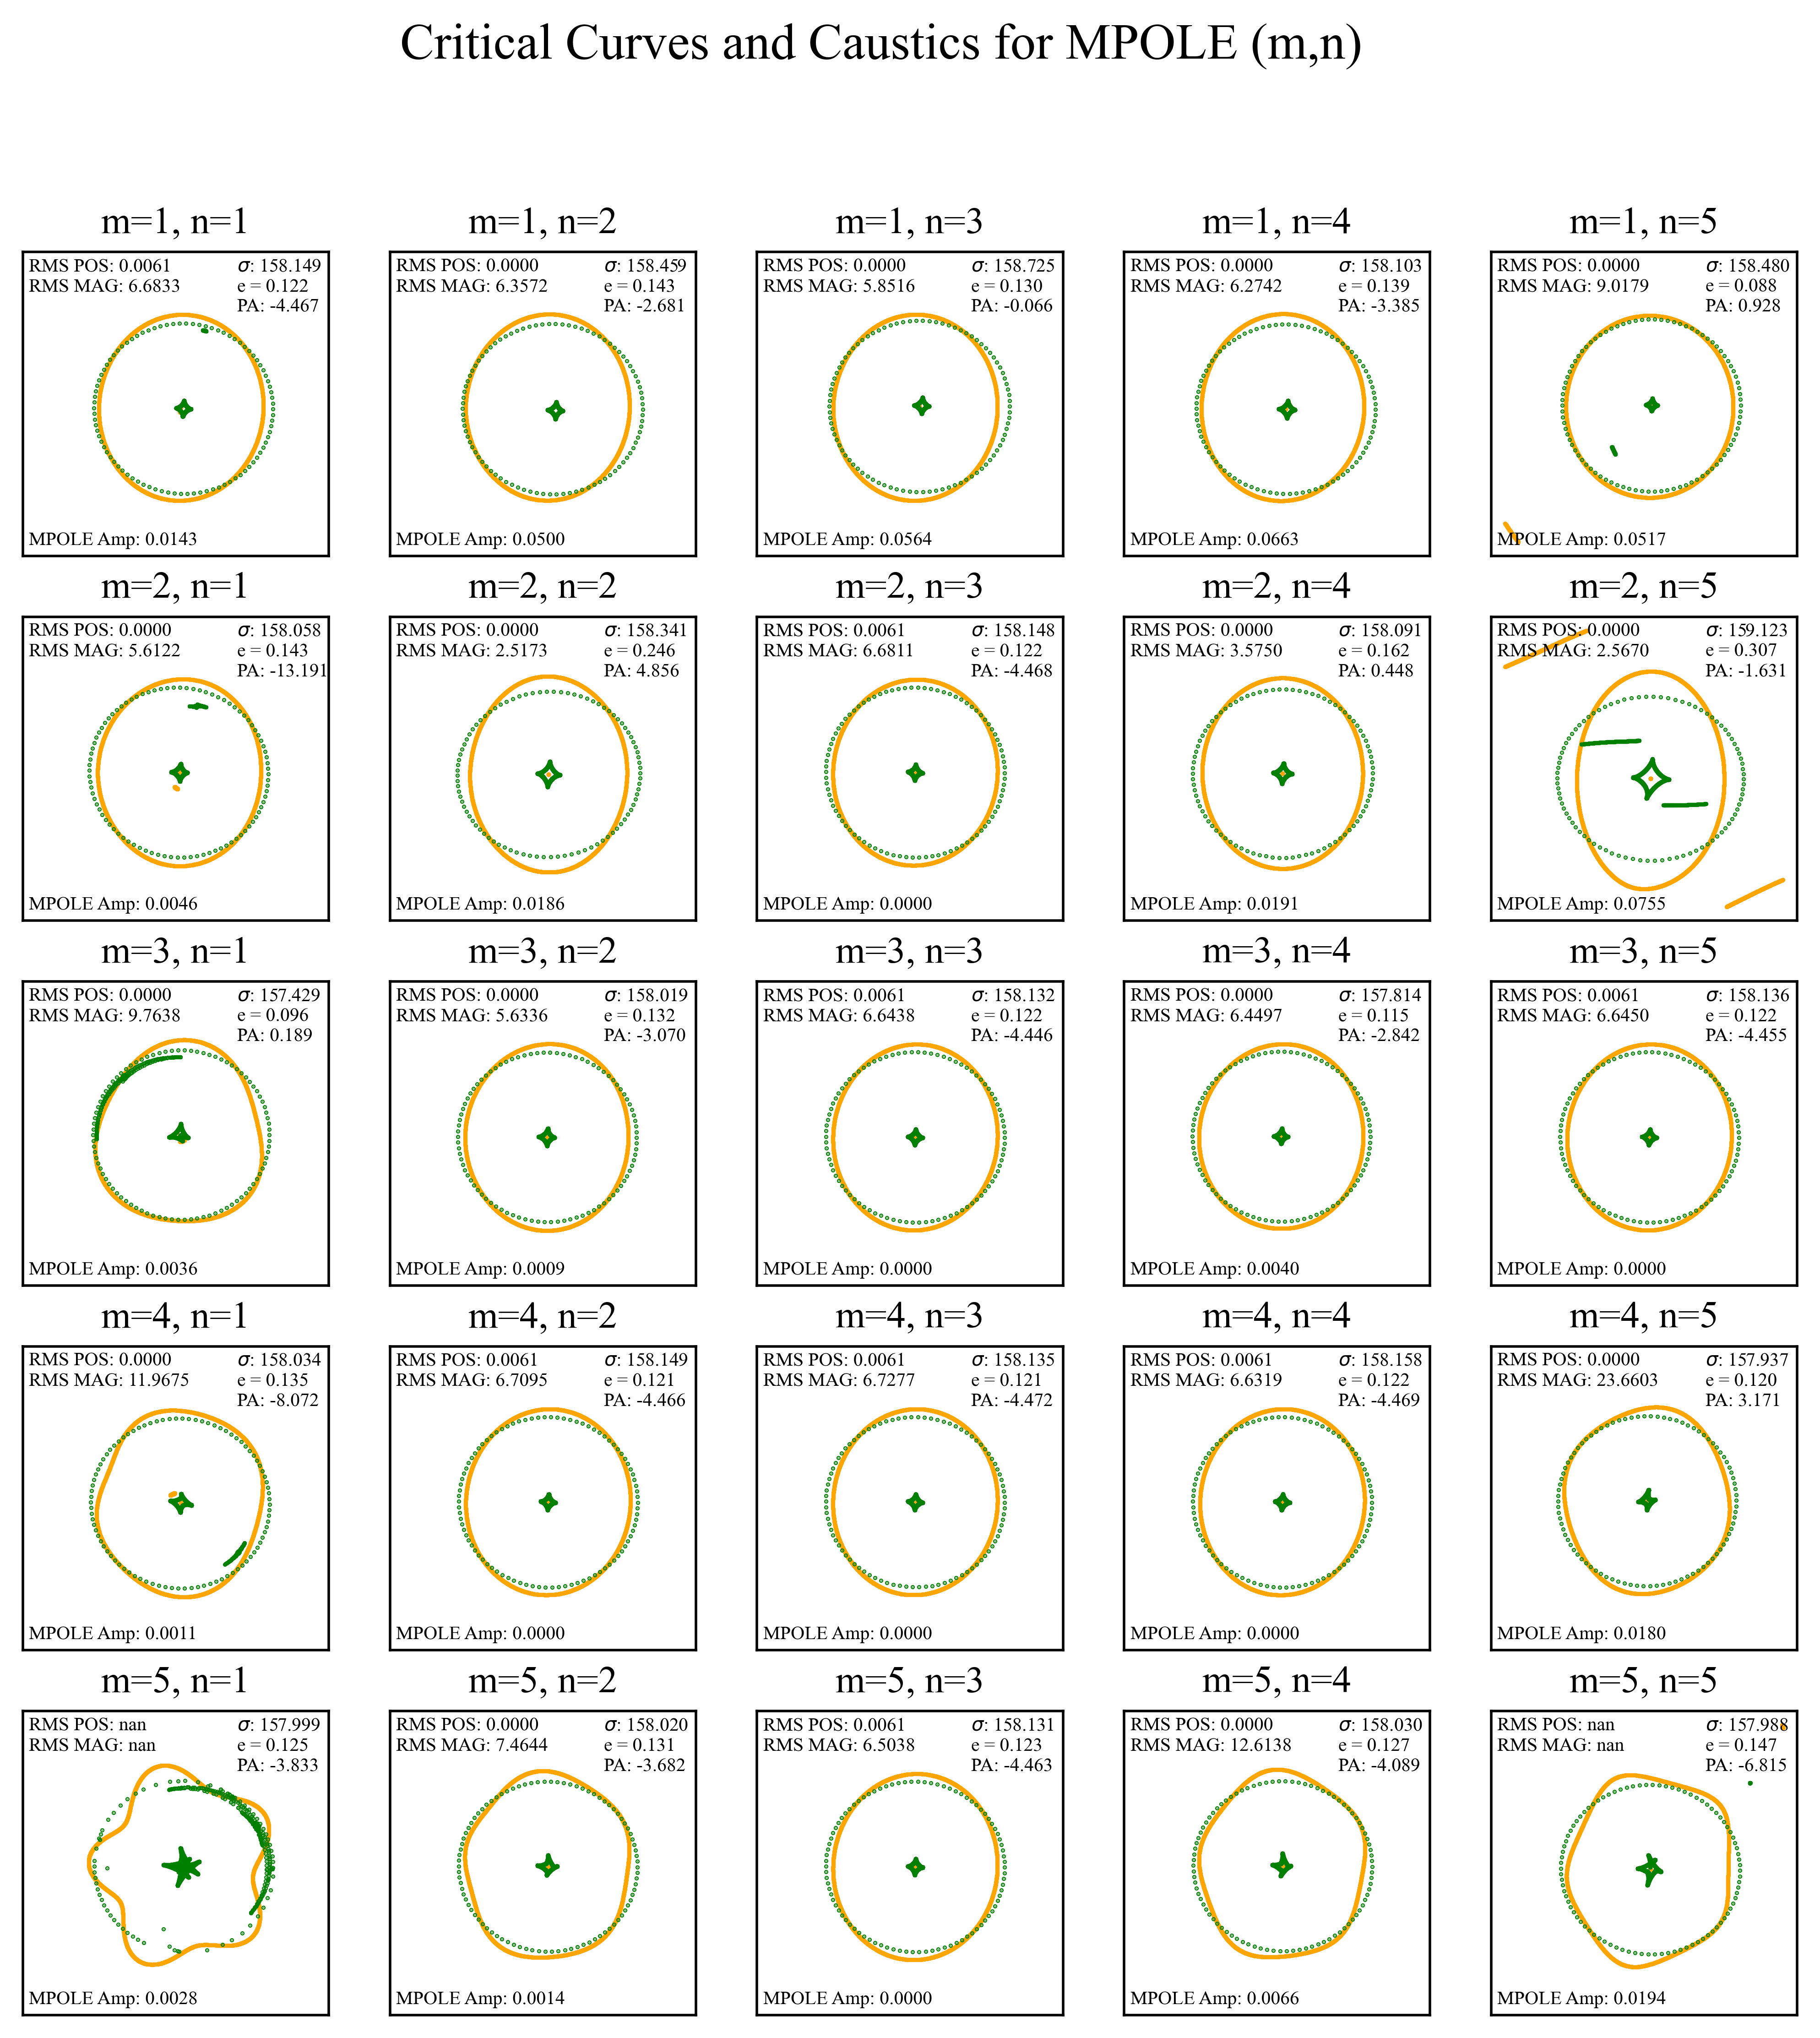 Critical Curves and Caustics for MPOLE (m,n)
m=1, n=1
RMS POS: 0.0061
RMS MAG: 6.6833
σ: 158.149
e = 0.122
PA: -4.467
MPOLE Amp: 0.0143
m=1, n=2
RMS POS: 0.0000
RMS MAG: 6.3572
σ: 158.459
e = 0.143
PA: -2.681
MPOLE Amp: 0.0500
m=1, n=3
RMS POS: 0.0000
RMS MAG: 5.8516
σ: 158.725
e = 0.130
PA: -0.066
MPOLE Amp: 0.0564
m=1, n=4
RMS POS: 0.0000
RMS MAG: 6.2742
σ: 158.103
e = 0.139
PA: -3.385
MPOLE Amp: 0.0663
m=1, n=5
RMS POS: 0.0000
RMS MAG: 9.0179
σ: 158.480
e = 0.088
PA: 0.928
MPOLE Amp: 0.0517
m=2, n=1
RMS POS: 0.0000
RMS MAG: 5.6122
σ: 158.058
e = 0.143
PA: -13.191
MPOLE Amp: 0.0046
m=2, n=2
RMS POS: 0.0000
RMS MAG: 2.5173
σ: 158.341
e = 0.246
PA: 4.856
MPOLE Amp: 0.0186
m=2, n=3
RMS POS: 0.0061
RMS MAG: 6.6811
σ: 158.148
e = 0.122
PA: -4.468
MPOLE Amp: 0.0000
m=2, n=4
RMS POS: 0.0000
RMS MAG: 3.5750
σ: 158.091
e = 0.162
PA: 0.448
MPOLE Amp: 0.0191
m=2, n=5
RMS POS: 0.0000
RMS MAG: 2.5670
σ: 159.123
e = 0.307
PA: -1.631
MPOLE Amp: 0.0755
m=3, n=1
RMS POS: 0.0000
RMS MAG: 9.7638
σ: 157.429
e = 0.096
PA: 0.189
MPOLE Amp: 0.0036
m=3, n=2
RMS POS: 0.0000
RMS MAG: 5.6336
σ: 158.019
e = 0.132
PA: -3.070
MPOLE Amp: 0.0009
m=3, n=3
RMS POS: 0.0061
RMS MAG: 6.6438
σ: 158.132
e = 0.122
PA: -4.446
MPOLE Amp: 0.0000
m=3, n=4
RMS POS: 0.0000
RMS MAG: 6.4497
σ: 157.814
e = 0.115
PA: -2.842
MPOLE Amp: 0.0040
m=3, n=5
RMS POS: 0.0061
RMS MAG: 6.6450
σ: 158.136
e = 0.122
PA: -4.455
MPOLE Amp: 0.0000
m=4, n=1
RMS POS: 0.0000
RMS MAG: 11.9675
σ: 158.034
e = 0.135
PA: -8.072
MPOLE Amp: 0.0011
m=4, n=2
RMS POS: 0.0061
RMS MAG: 6.7095
σ: 158.149
e = 0.121
PA: -4.466
MPOLE Amp: 0.0000
m=4, n=3
RMS POS: 0.0061
RMS MAG: 6.7277
σ: 158.135
e = 0.121
PA: -4.472
MPOLE Amp: 0.0000
m=4, n=4
RMS POS: 0.0061
RMS MAG: 6.6319
σ: 158.158
e = 0.122
PA: -4.469
MPOLE Amp: 0.0000
m=4, n=5
RMS POS: 0.0000
RMS MAG: 23.6603
σ: 157.937
e = 0.120
PA: 3.171
MPOLE Amp: 0.0180
m=5, n=1
RMS POS: nan
RMS MAG: nan
σ: 157.999
e = 0.125
PA: -3.833
MPOLE Amp: 0.0028
m=5, n=2
RMS POS: 0.0000
RMS MAG: 7.4644
σ: 158.020
e = 0.131
PA: -3.682
MPOLE Amp: 0.0014
m=5, n=3
RMS POS: 0.0061
RMS MAG: 6.5038
σ: 158.131
e = 0.123
PA: -4.463
MPOLE Amp: 0.0000
m=5, n=4
RMS POS: 0.0000
RMS MAG: 12.6138
σ: 158.030
e = 0.127
PA: -4.089
MPOLE Amp: 0.0066
m=5, n=5
RMS POS: nan
RMS MAG: nan
σ: 157.988
e = 0.147
PA: -6.815
MPOLE Amp: 0.0194